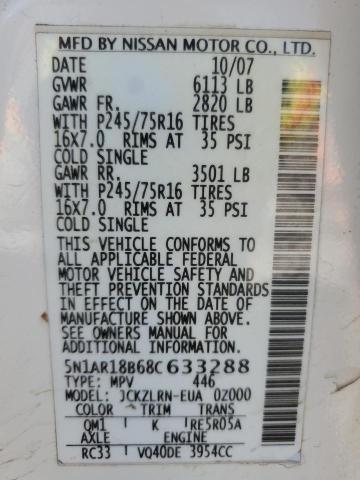 MFD BY NISSAN MOTOR CO., LTD.
DATE 10/07
GVWR 6113 LB
GAWR FR. 2820 LB
WITH P245/75R16 TIRES
16X7.0 RIMS AT 35 PSI
COLD SINGLE
GAWR RR. 3501 LB
WITH P245/75R16 TIRES
16X7.0 RIMS AT 35 PSI
COLD SINGLE
THIS VEHICLE CONFORMS TO
ALL APPLICABLE FEDERAL
MOTOR VEHICLE SAFETY AND
THEFT PREVENTION STANDARDS
IN EFFECT ON THE DATE OF
MANUFACTURE SHOWN ABOVE.
SEE OWNERS MANUAL FOR
ADDITIONAL INFORMATION.
5N1AR18B68C633288
TYPE: MPV 446
MODEL: JCKZLRN-EUA 0Z000
COLOR TRIM TRANS
QM1 K RE5R05A
AXLE ENGINE
RC33 VQ40DE 3954CC